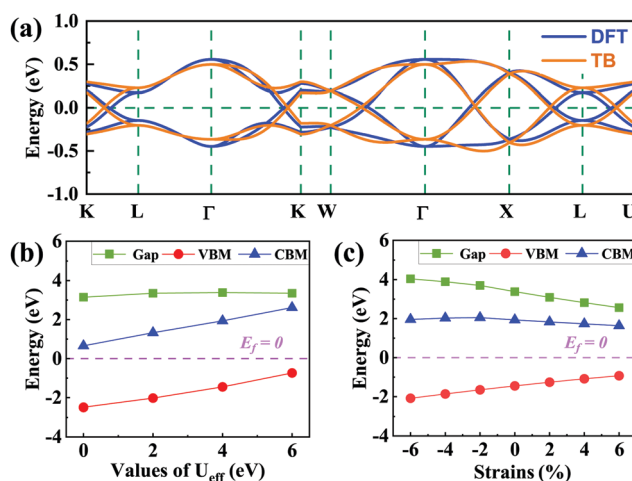 (a)
1.0
0.5
0.0
-0.5
-1.0
Energy (eV)
DFT
TB
K L Γ K W Γ X L U
(b)
Gap VBM CBM
6
4
2
0
-2
-4
Energy (eV)
E_f = 0
0 2 4 6
Values of U_eff (eV)
(c)
Gap VBM CBM
6
4
2
0
-2
-4
Energy (eV)
E_f = 0
-6 -4 -2 0 2 4 6
Strains (%)